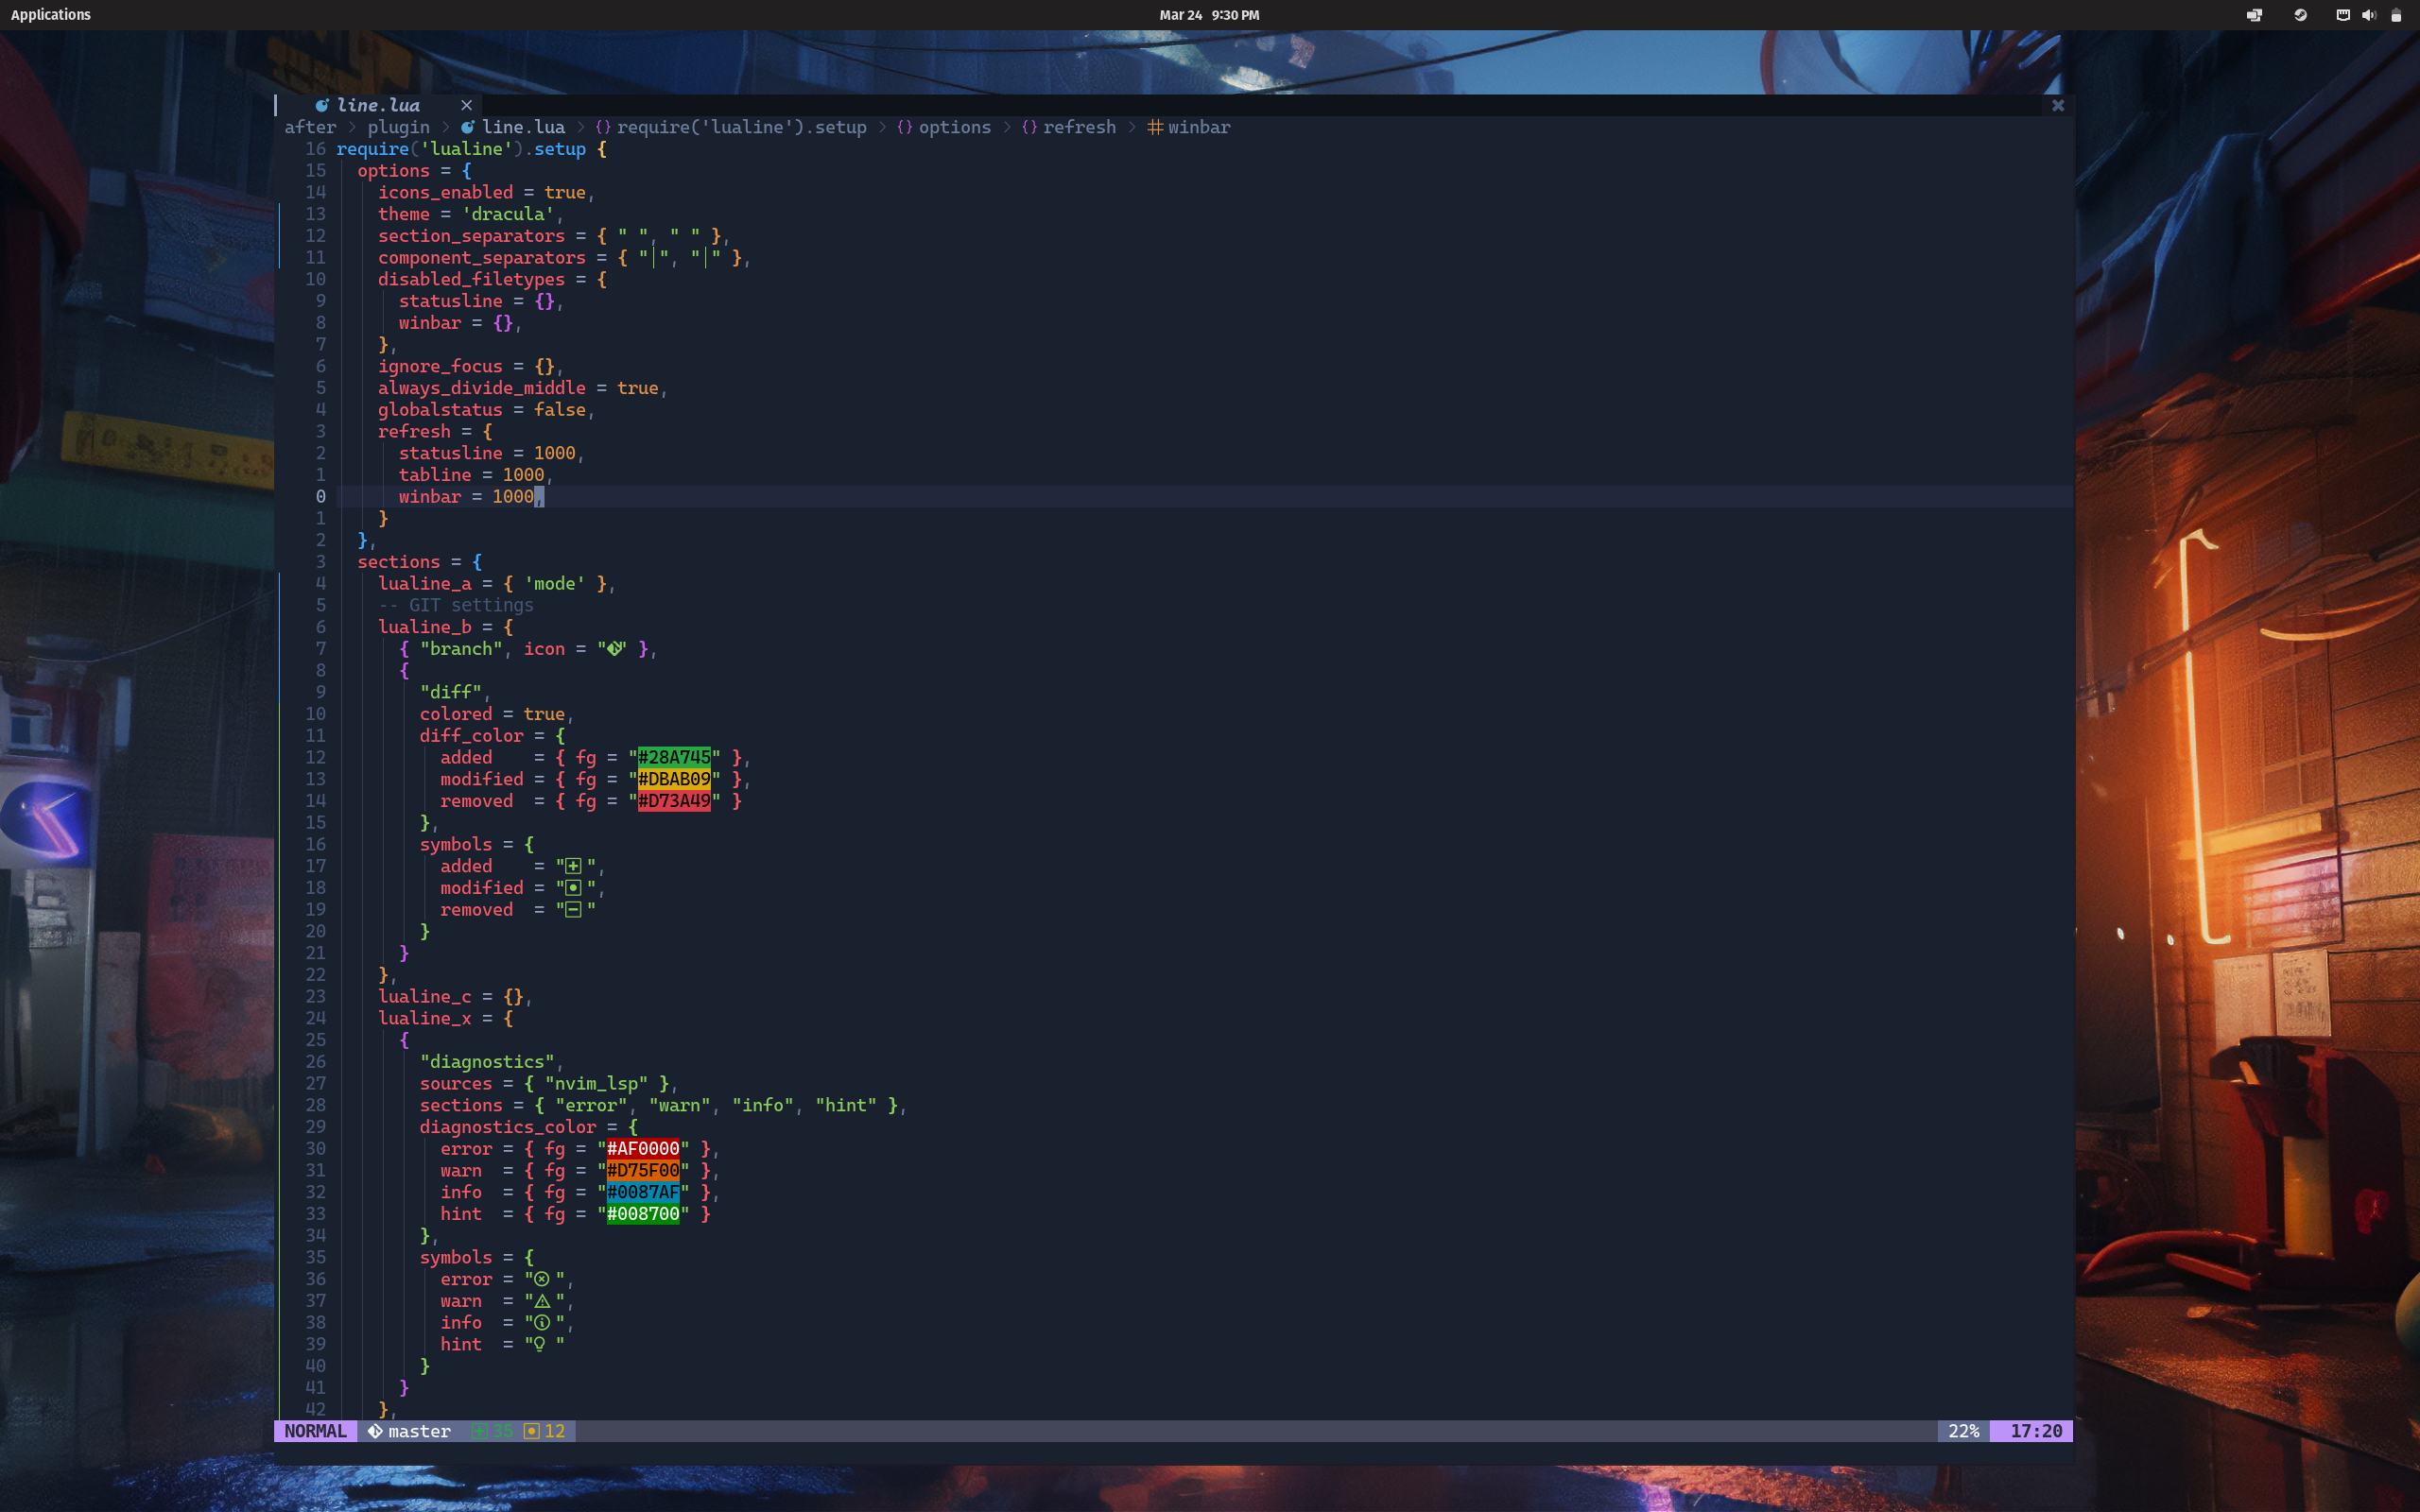 Applications
Mar 24 9:30 PM
line.lua
after > plugin > line.lua > {} require('lualine').setup > {} options > {} refresh > # winbar
16 require('lualine').setup {
15 options = {
14 icons_enabled = true,
13 theme = 'dracula',
12 section_separators = { " ", " " },
11 component_separators = { "│", "│" },
10 disabled_filetypes = {
9 statusline = {},
8 winbar = {},
7 },
6 ignore_focus = {},
5 always_divide_middle = true,
4 globalstatus = false,
3 refresh = {
2 statusline = 1000,
1 tabline = 1000,
0 winbar = 1000,
1 }
2 },
3 sections = {
4 lualine_a = { 'mode' },
5 -- GIT settings
6 lualine_b = {
7 { "branch", icon = "" },
8 {
9 "diff",
10 colored = true,
11 diff_color = {
12 added = { fg = "#28A745" },
13 modified = { fg = "#DBAB09" },
14 removed = { fg = "#D73A49" }
15 },
16 symbols = {
17 added = "⊞ ",
18 modified = "⊡ ",
19 removed = "⊟ "
20 }
21 }
22 },
23 lualine_c = {},
24 lualine_x = {
25 {
26 "diagnostics",
27 sources = { "nvim_lsp" },
28 sections = { "error", "warn", "info", "hint" },
29 diagnostics_color = {
30 error = { fg = "#AF0000" },
31 warn = { fg = "#D75F00" },
32 info = { fg = "#0087AF" },
33 hint = { fg = "#008700" }
34 },
35 symbols = {
36 error = "ⓧ ",
37 warn = "⚠ ",
38 info = "ⓘ ",
39 hint = " "
40 }
41 }
42 },
NORMAL master ⊞ 35 ⊡ 12 22% 17:20